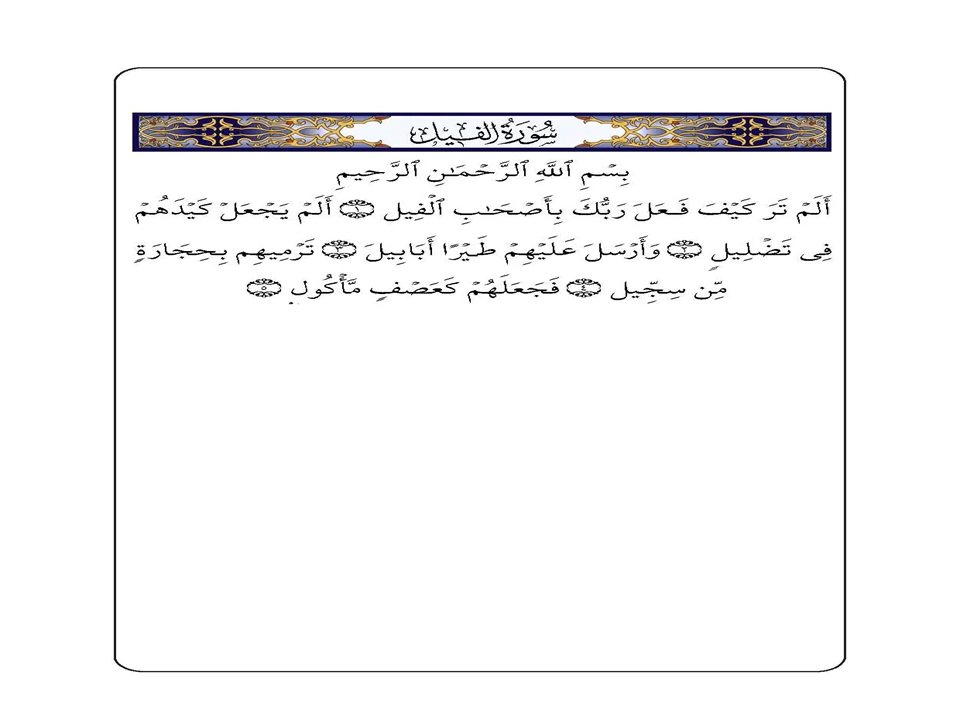 سُورَةُ الفِيلِ
بِسْمِ ٱللَّهِ ٱلرَّحْمَـٰنِ ٱلرَّحِيمِ
أَلَمْ تَرَ كَيْفَ فَعَلَ رَبُّكَ بِأَصْحَـٰبِ ٱلْفِيلِ ١ أَلَمْ يَجْعَلْ كَيْدَهُمْ
فِى تَضْلِيلٍ ٢ وَأَرْسَلَ عَلَيْهِمْ طَيْرًا أَبَابِيلَ ٣ تَرْمِيهِم بِحِجَارَةٍ
مِّن سِجِّيلٍ ٤ فَجَعَلَهُمْ كَعَصْفٍ مَّأْكُولٍ ٥